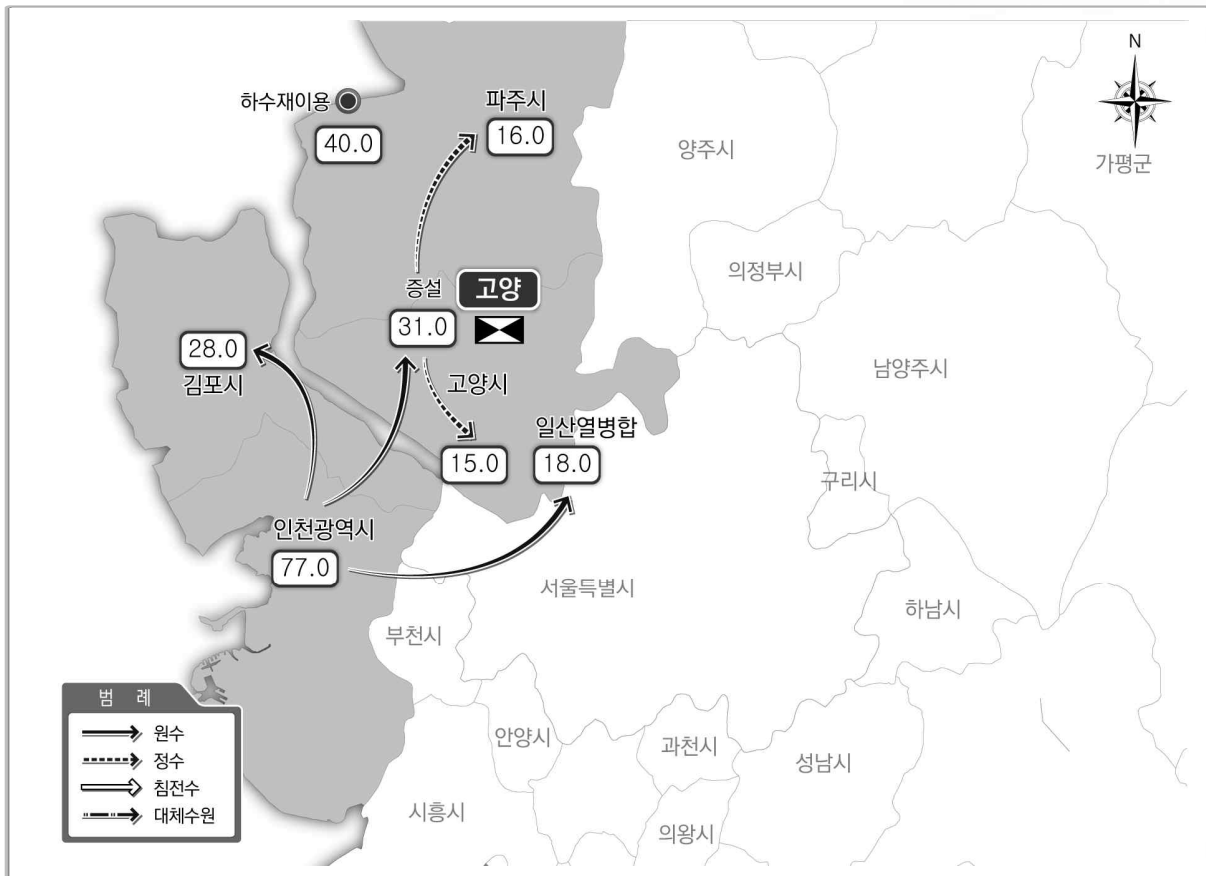 N
하수재이용
40.0
파주시
16.0
양주시
가평군
의정부시
증설
고양
31.0
28.0
김포시
고양시
남양주시
일산열병합
15.0
18.0
구리시
인천광역시
77.0
서울특별시
하남시
부천시
범 례
원수
정수
침전수
대체수원
안양시
과천시
성남시
시흥시
의왕시